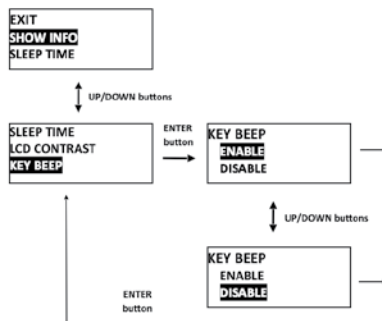 EXIT
SHOW INFO
SLEEP TIME
UP/DOWN buttons
SLEEP TIME
LCD CONTRAST
KEY BEEP
ENTER
button
KEY BEEP
ENABLE
DISABLE
UP/DOWN buttons
KEY BEEP
ENABLE
DISABLE
ENTER
button